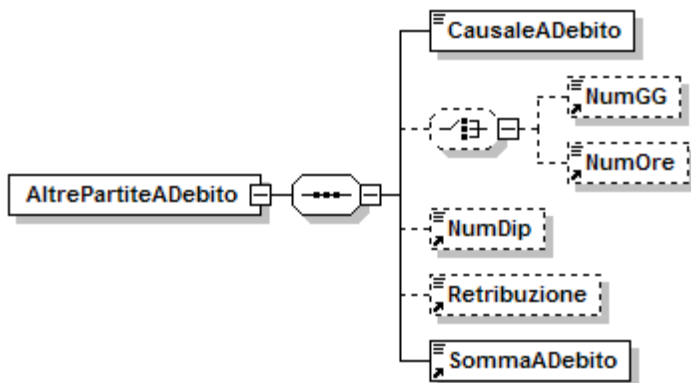 CausaleADebito
NumGG
NumOre
AltrePartiteADebito
NumDip
Retribuzione
SommaADebito